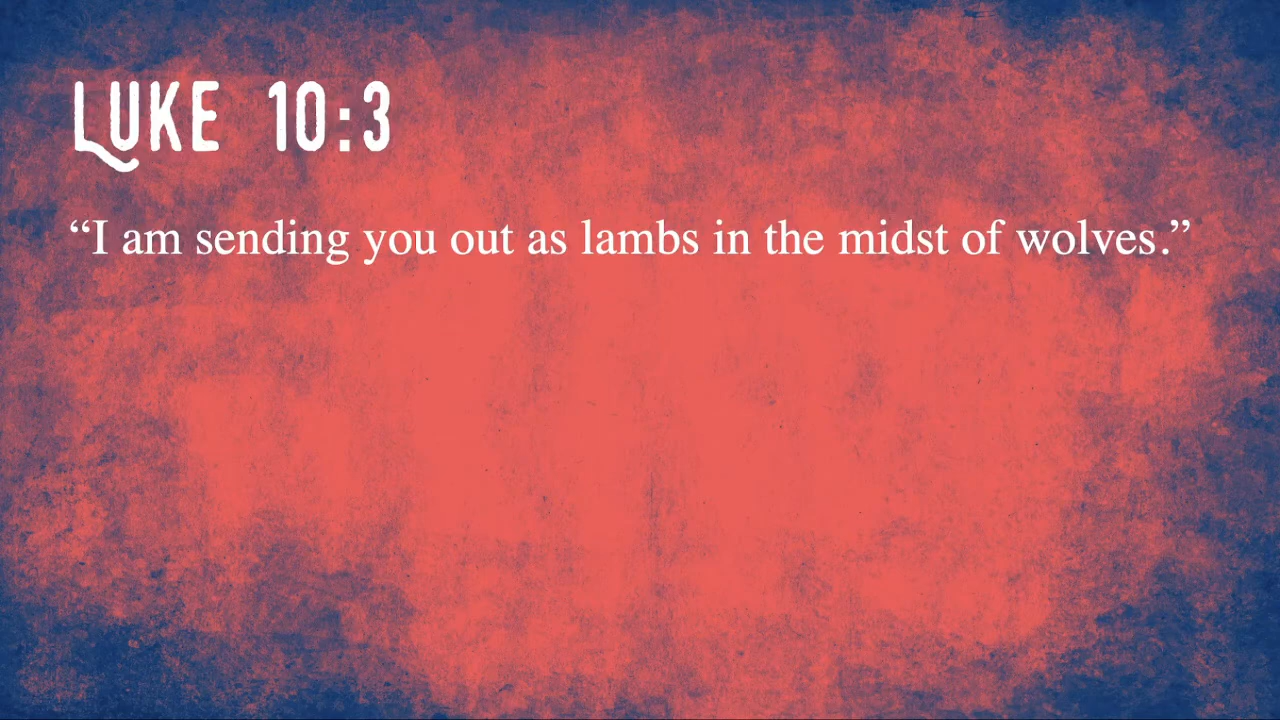 LUKE 10:3
“I am sending you out as lambs in the midst of wolves.”